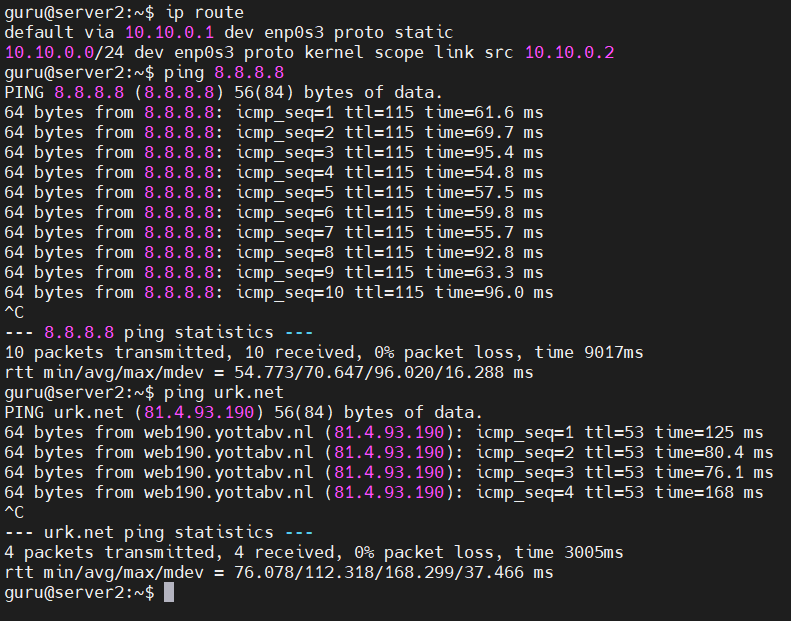 guru@server2:~$ ip route
default via 10.10.0.1 dev enp0s3 proto static
10.10.0.0/24 dev enp0s3 proto kernel scope link src 10.10.0.2
guru@server2:~$ ping 8.8.8.8
PING 8.8.8.8 (8.8.8.8) 56(84) bytes of data.
64 bytes from 8.8.8.8: icmp_seq=1 ttl=115 time=61.6 ms
64 bytes from 8.8.8.8: icmp_seq=2 ttl=115 time=69.7 ms
64 bytes from 8.8.8.8: icmp_seq=3 ttl=115 time=95.4 ms
64 bytes from 8.8.8.8: icmp_seq=4 ttl=115 time=54.8 ms
64 bytes from 8.8.8.8: icmp_seq=5 ttl=115 time=57.5 ms
64 bytes from 8.8.8.8: icmp_seq=6 ttl=115 time=59.8 ms
64 bytes from 8.8.8.8: icmp_seq=7 ttl=115 time=55.7 ms
64 bytes from 8.8.8.8: icmp_seq=8 ttl=115 time=92.8 ms
64 bytes from 8.8.8.8: icmp_seq=9 ttl=115 time=63.3 ms
64 bytes from 8.8.8.8: icmp_seq=10 ttl=115 time=96.0 ms
^C
--- 8.8.8.8 ping statistics ---
10 packets transmitted, 10 received, 0% packet loss, time 9017ms
rtt min/avg/max/mdev = 54.773/70.647/96.020/16.288 ms
guru@server2:~$ ping urk.net
PING urk.net (81.4.93.190) 56(84) bytes of data.
64 bytes from web190.yottabv.nl (81.4.93.190): icmp_seq=1 ttl=53 time=125 ms
64 bytes from web190.yottabv.nl (81.4.93.190): icmp_seq=2 ttl=53 time=80.4 ms
64 bytes from web190.yottabv.nl (81.4.93.190): icmp_seq=3 ttl=53 time=76.1 ms
64 bytes from web190.yottabv.nl (81.4.93.190): icmp_seq=4 ttl=53 time=168 ms
^C
--- urk.net ping statistics ---
4 packets transmitted, 4 received, 0% packet loss, time 3005ms
rtt min/avg/max/mdev = 76.078/112.318/168.299/37.466 ms
guru@server2:~$